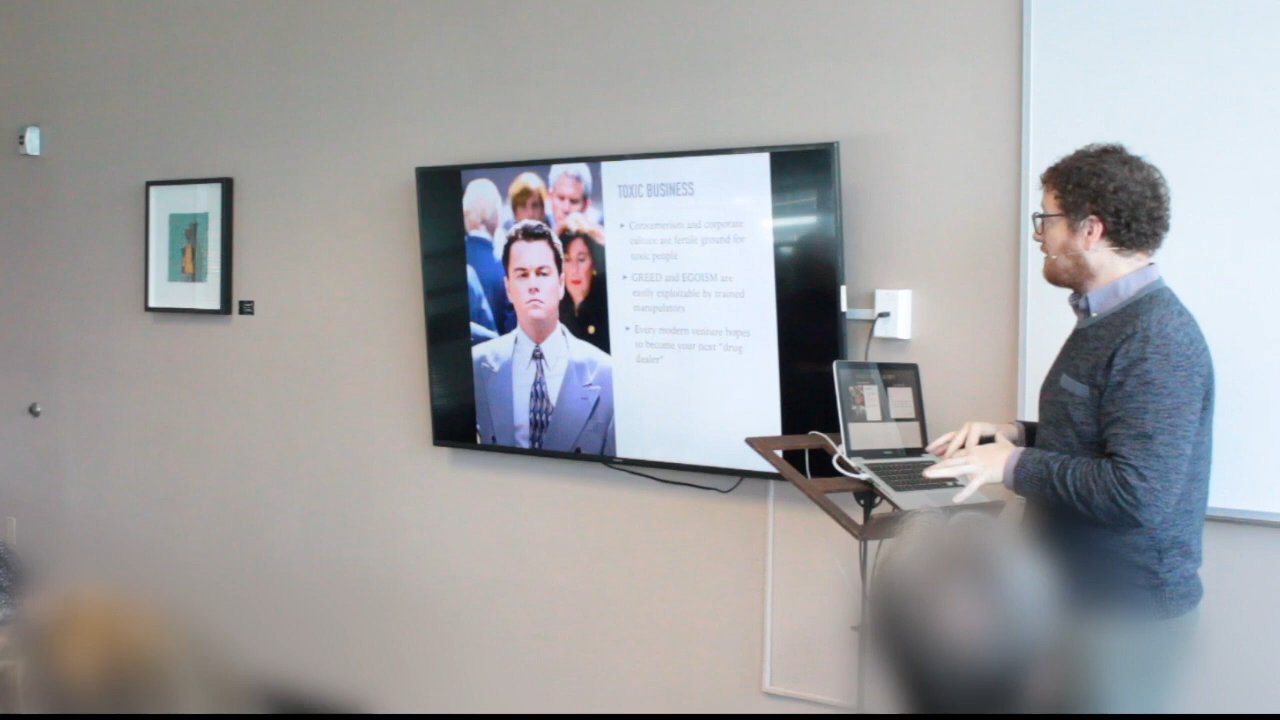 TOXIC BUSINESS
▸ Consumerism and corporate
culture are fertile ground for
toxic people
▸ GREED and EGOISM are
easily exploitable by trained
manipulators
▸ Every modern venture hopes
to become your next "drug
dealer"